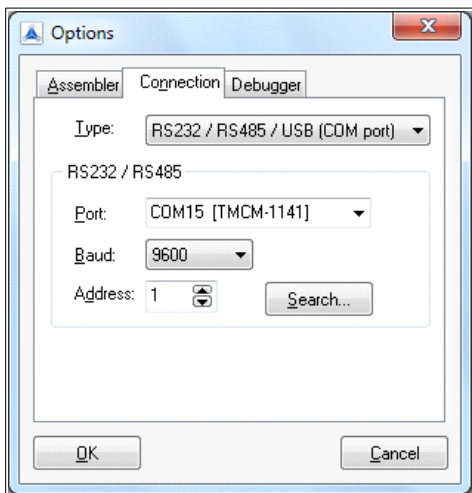 Options
Assembler Connection Debugger
Type: RS232 / RS485 / USB (COM port)
RS232 / RS485
Port: COM15 [TMCM-1141]
Baud: 9600
Address: 1 Search...
OK Cancel